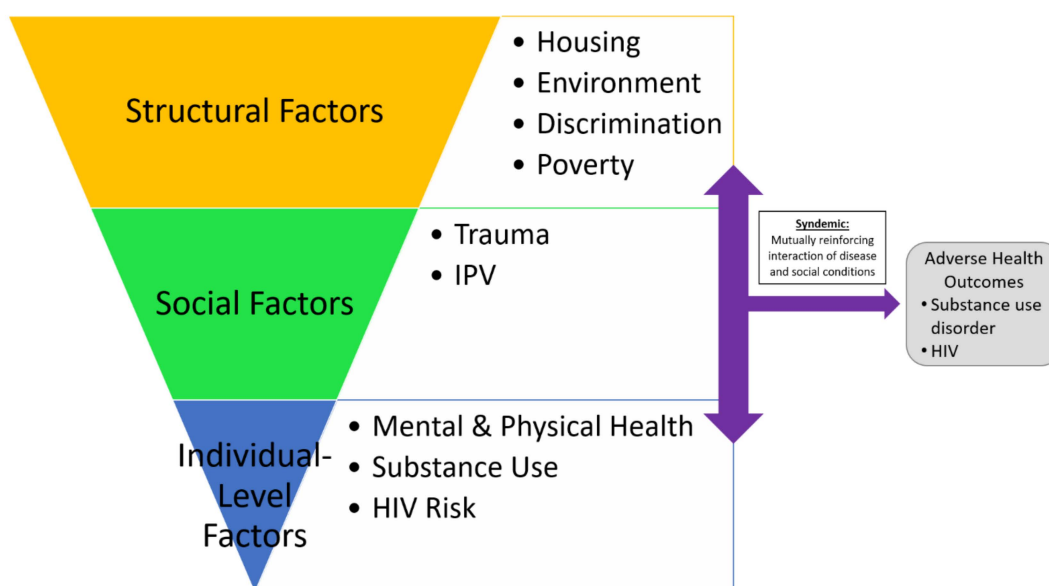 Structural Factors
• Housing
• Environment
• Discrimination
• Poverty
Social Factors
• Trauma
• IPV
Individual-
Level
Factors
• Mental & Physical Health
• Substance Use
• HIV Risk
Syndemic:
Mutually reinforcing
interaction of disease
and social conditions
Adverse Health
Outcomes
• Substance use
disorder
• HIV